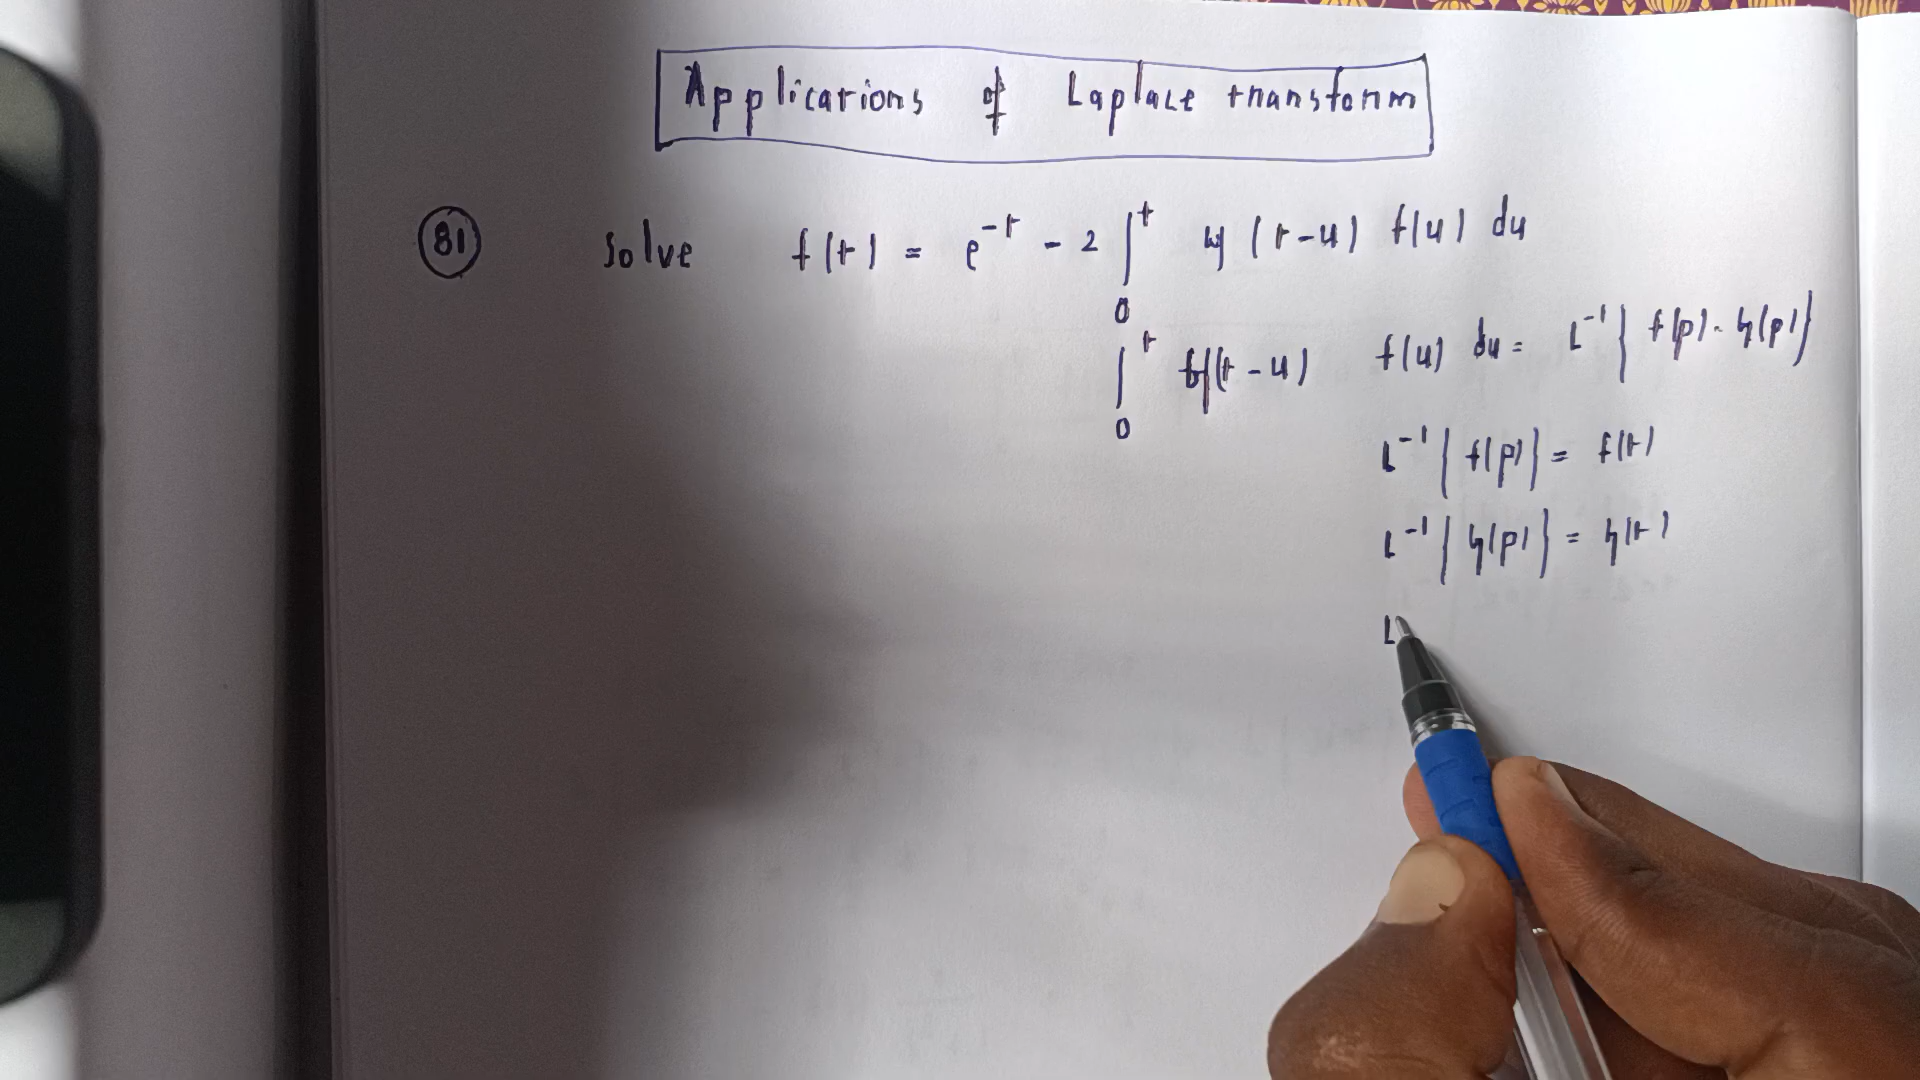 Applications of Laplace transform
81 Solve f(t) = e^-t - 2 ∫_0^t (t-u) f(u) du
∫_0^t (t-u) f(u) du = L^-1 { f(p) . g(p) }
L^-1 { f(p) } = f(t)
L^-1 { g(p) } = g(t)
L